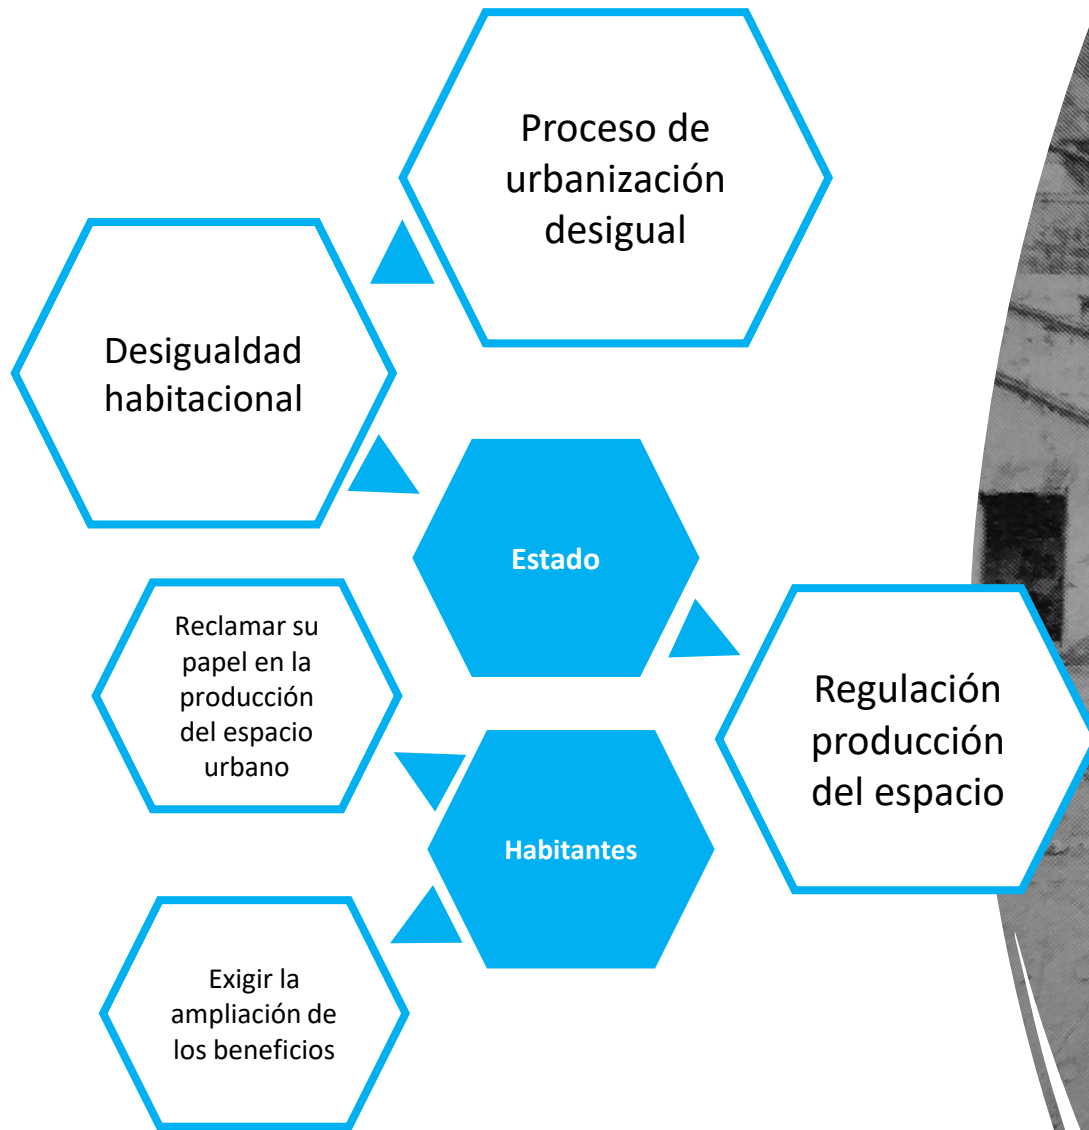 Proceso de
urbanización
desigual
Desigualdad
habitacional
Estado
Reclamar su
papel en la
producción
del espacio
urbano
Regulación
producción
del espacio
Habitantes
Exigir la
ampliación de
los beneficios